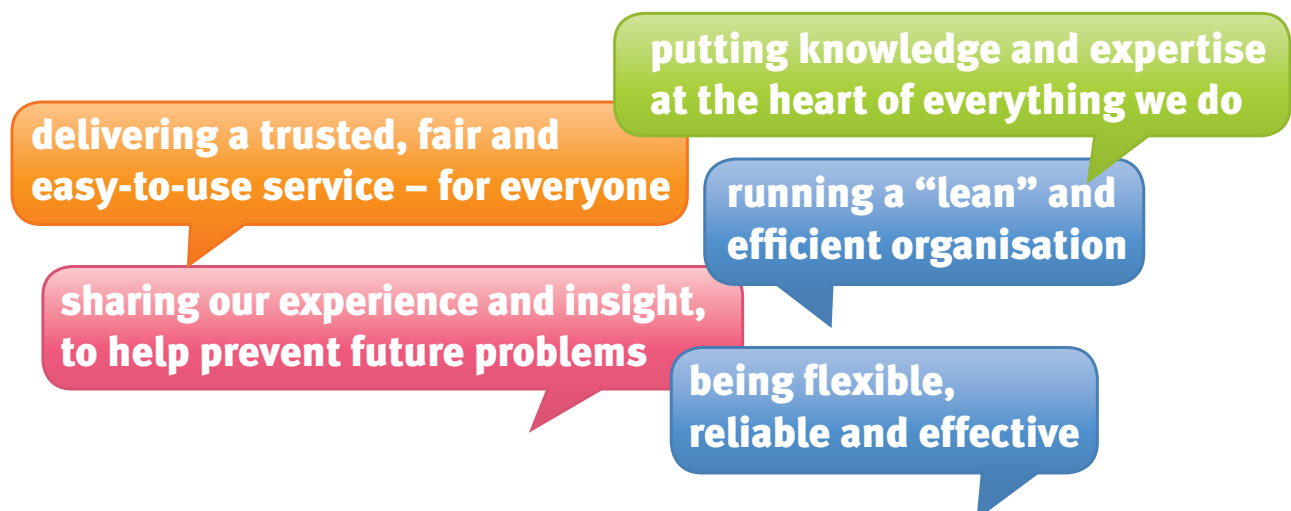 putting knowledge and expertise
at the heart of everything we do
delivering a trusted, fair and
easy-to-use service – for everyone
running a “lean” and
efficient organisation
sharing our experience and insight,
to help prevent future problems
being flexible,
reliable and effective